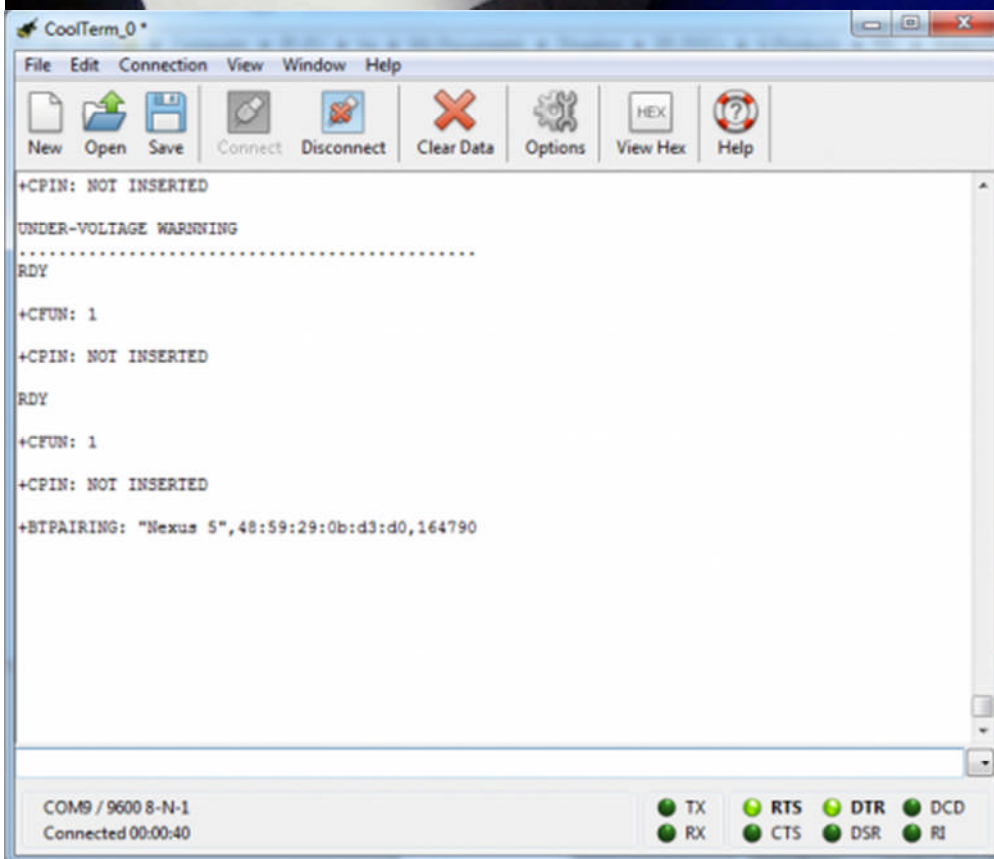 CoolTerm_0 *
File Edit Connection View Window Help
HEX
New Open Save Connect Disconnect Clear Data Options View Hex Help
+CPIN: NOT INSERTED
UNDER-VOLTAGE WARNNING
..............................................
RDY
+CFUN: 1
+CPIN: NOT INSERTED
RDY
+CFUN: 1
+CPIN: NOT INSERTED
+BTPAIRING: "Nexus 5",48:59:29:0b:d3:d0,164790
COM9 / 9600 8-N-1
Connected 00:00:40
TX RTS DTR DCD
RX CTS DSR RI